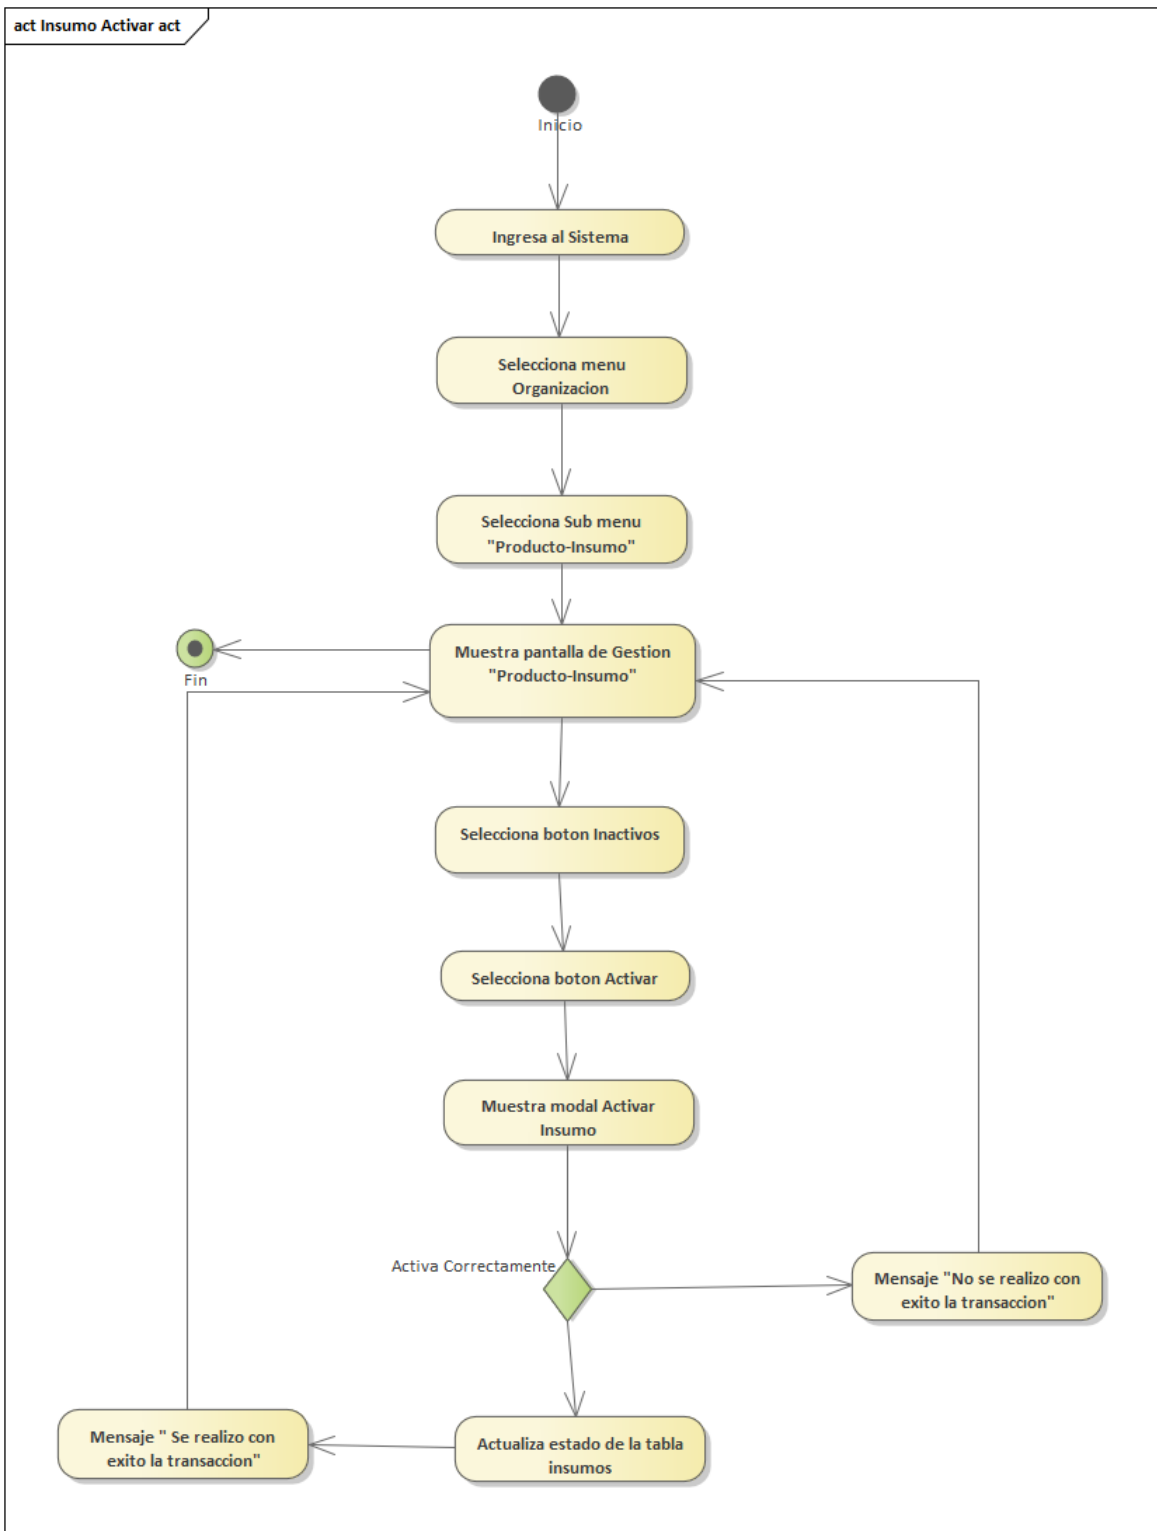 act Insumo Activar act
Inicio
Ingresa al Sistema
Selecciona menu
Organizacion
Selecciona Sub menu
"Producto-Insumo"
Muestra pantalla de Gestion
"Producto-Insumo"
Fin
Selecciona boton Inactivos
Selecciona boton Activar
Muestra modal Activar
Insumo
Activa Correctamente
Mensaje "No se realizo con
exito la transaccion"
Actualiza estado de la tabla
insumos
Mensaje " Se realizo con
exito la transaccion"